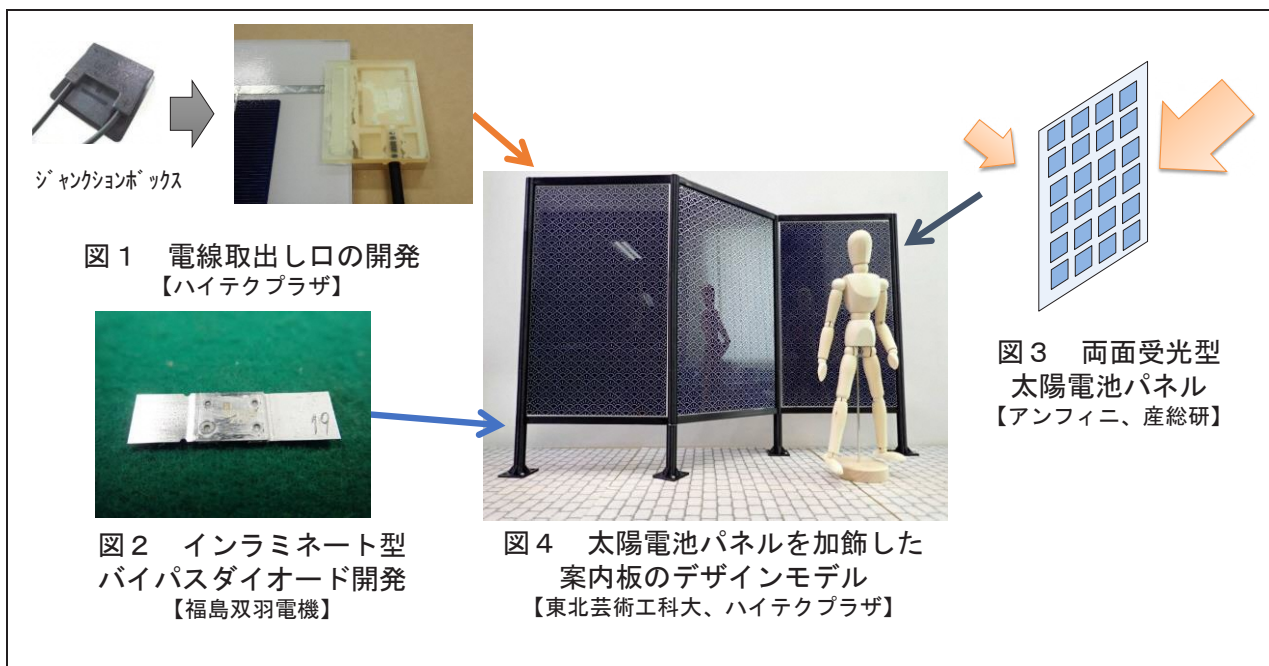 ジャンクションボックス
図１　電線取出し口の開発
【ハイテクプラザ】
19
図２　インラミネート型
バイパスダイオード開発
【福島双羽電機】
図３　両面受光型
太陽電池パネル
【アンフィニ、産総研】
図４　太陽電池パネルを加飾した
案内板のデザインモデル
【東北芸術工科大、ハイテクプラザ】